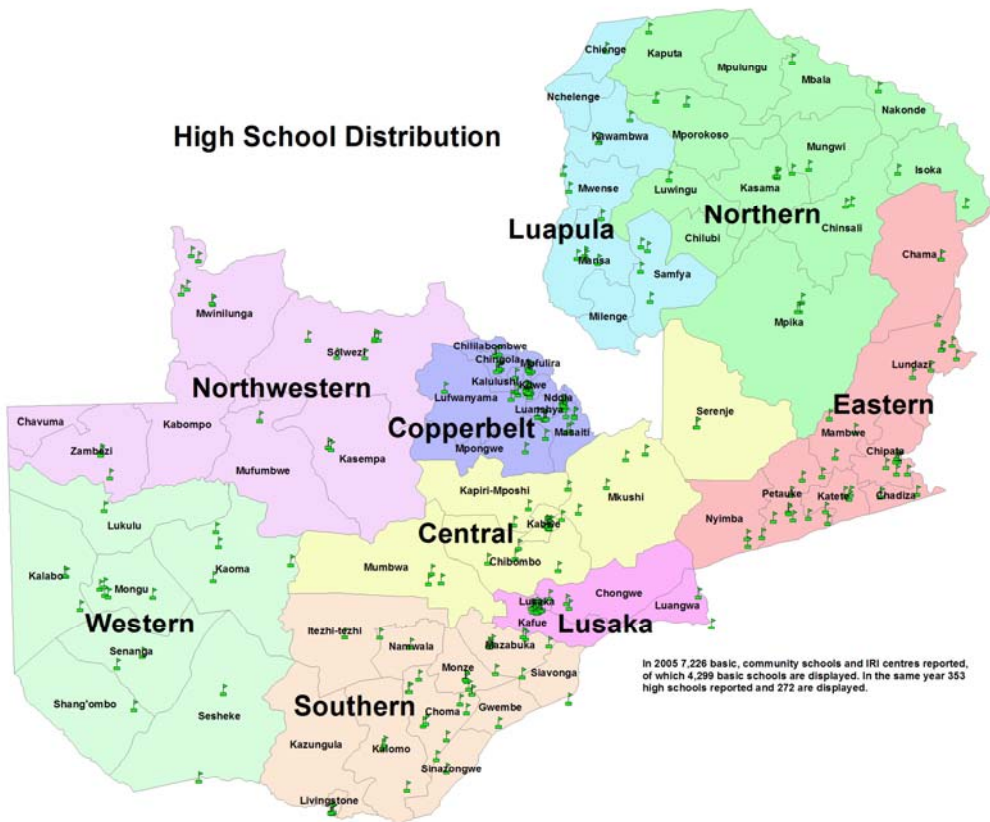 High School Distribution
Chienge
Kaputa
Mpulungu
Mbala
Nchelenge
Nakonde
Kawambwa
Mporokoso
Mungwi
Isoka
Mwense
Luwingu
Kasama
Luapula
Northern
Chilubi
Chinsali
Mansa
Samfya
Chama
Milenge
Mpika
Mwinilunga
Solwezi
Chililabombwe
Chingola
Mufulira
Northwestern
Kalulushi
Kitwe
Lufwanyama
Ndola
Luanshya
Lundazi
Serenje
Eastern
Chavuma
Kabompo
Copperbelt
Masaiti
Mambwe
Zambezi
Kasempa
Mpongwe
Chipata
Mufumbwe
Kapiri-Mposhi
Mkushi
Petauke
Katete
Chadiza
Lukulu
Central
Kabwe
Nyimba
Kalabo
Kaoma
Mumbwa
Chibombo
Mongu
Chongwe
Lusaka
Luangwa
Western
Kafue
Lusaka
Itezhi-tezhi
Namwala
Mazabuka
Senanga
Monze
Siavonga
In 2005 7,226 basic, community schools and IRI centres reported,
of which 4,299 basic schools are displayed. In the same year 353
high schools reported and 272 are displayed.
Shang'ombo
Sesheke
Southern
Choma
Gwembe
Kazungula
Kalomo
Sinazongwe
Livingstone